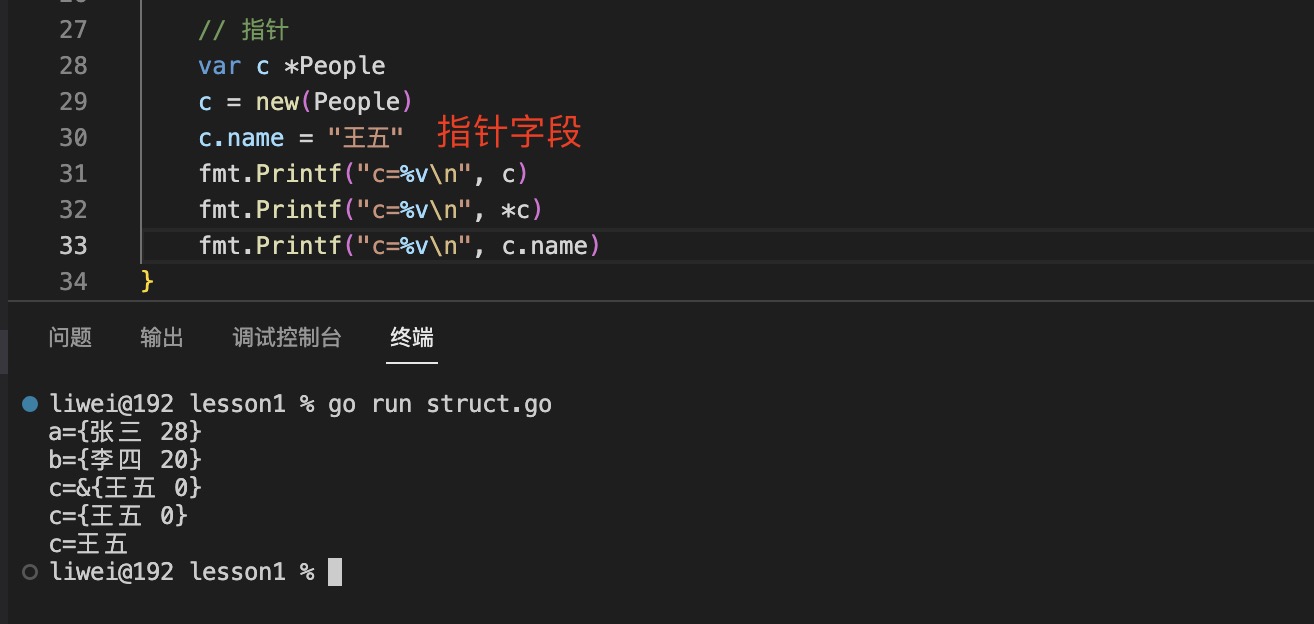 27 // 指针
28 var c *People
29 c = new(People)
30 c.name = "王五" 指针字段
31 fmt.Printf("c=%v\n", c)
32 fmt.Printf("c=%v\n", *c)
33 fmt.Printf("c=%v\n", c.name)
34 }
问题 输出 调试控制台 终端
liwei@192 lesson1 % go run struct.go
a={张三 28}
b={李四 20}
c=&{王五 0}
c={王五 0}
c=王五
liwei@192 lesson1 %